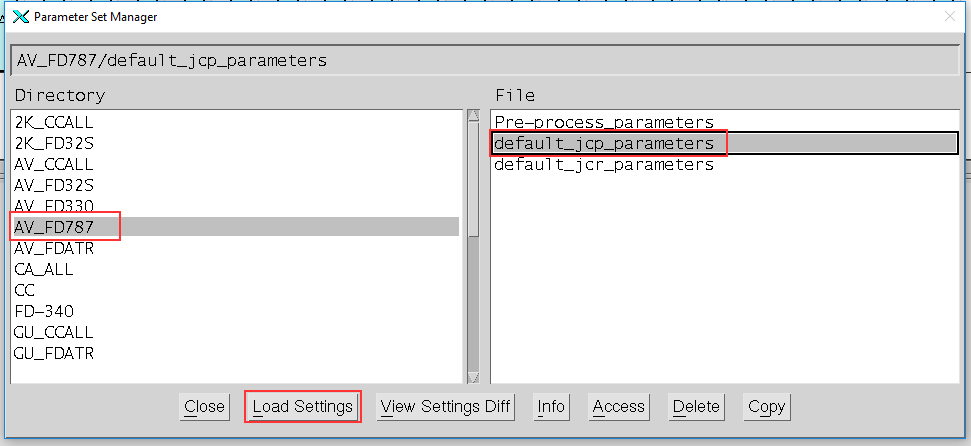 Parameter Set Manager
AV_FD787/default_jcp_parameters
Directory
File
2K_CCALL
2K_FD32S
AV_CCALL
AV_FD32S
AV_FD330
AV_FD787
AV_FDATR
CA_ALL
CC
FD-340
GU_CCALL
GU_FDATR
Pre-process_parameters
default_jcp_parameters
default_jcr_parameters
Close Load Settings View Settings Diff Info Access Delete Copy